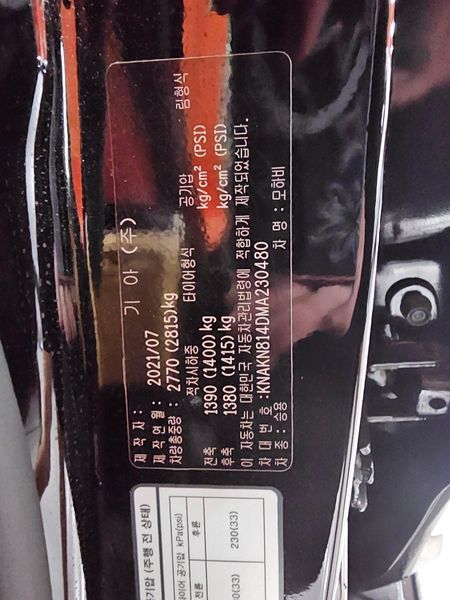 제작자: 기아 (주)
제작연월: 2021/07
차량총중량: 2770 (2815)kg
적차시하중 타이어형식 공기압 림형식
전축 1390 (1400)kg kg/cm² (PSI)
후축 1380 (1415)kg kg/cm² (PSI)
이 자동차는 대한민국 자동차관리법령에 적합하게 제작되었습니다.
차대번호: KNAKN814DMA230480
차종: 승용 차명: 모하비
공기압 (주행 전 상태)
공기압 kPa(psi)
전륜 후륜
230(33)